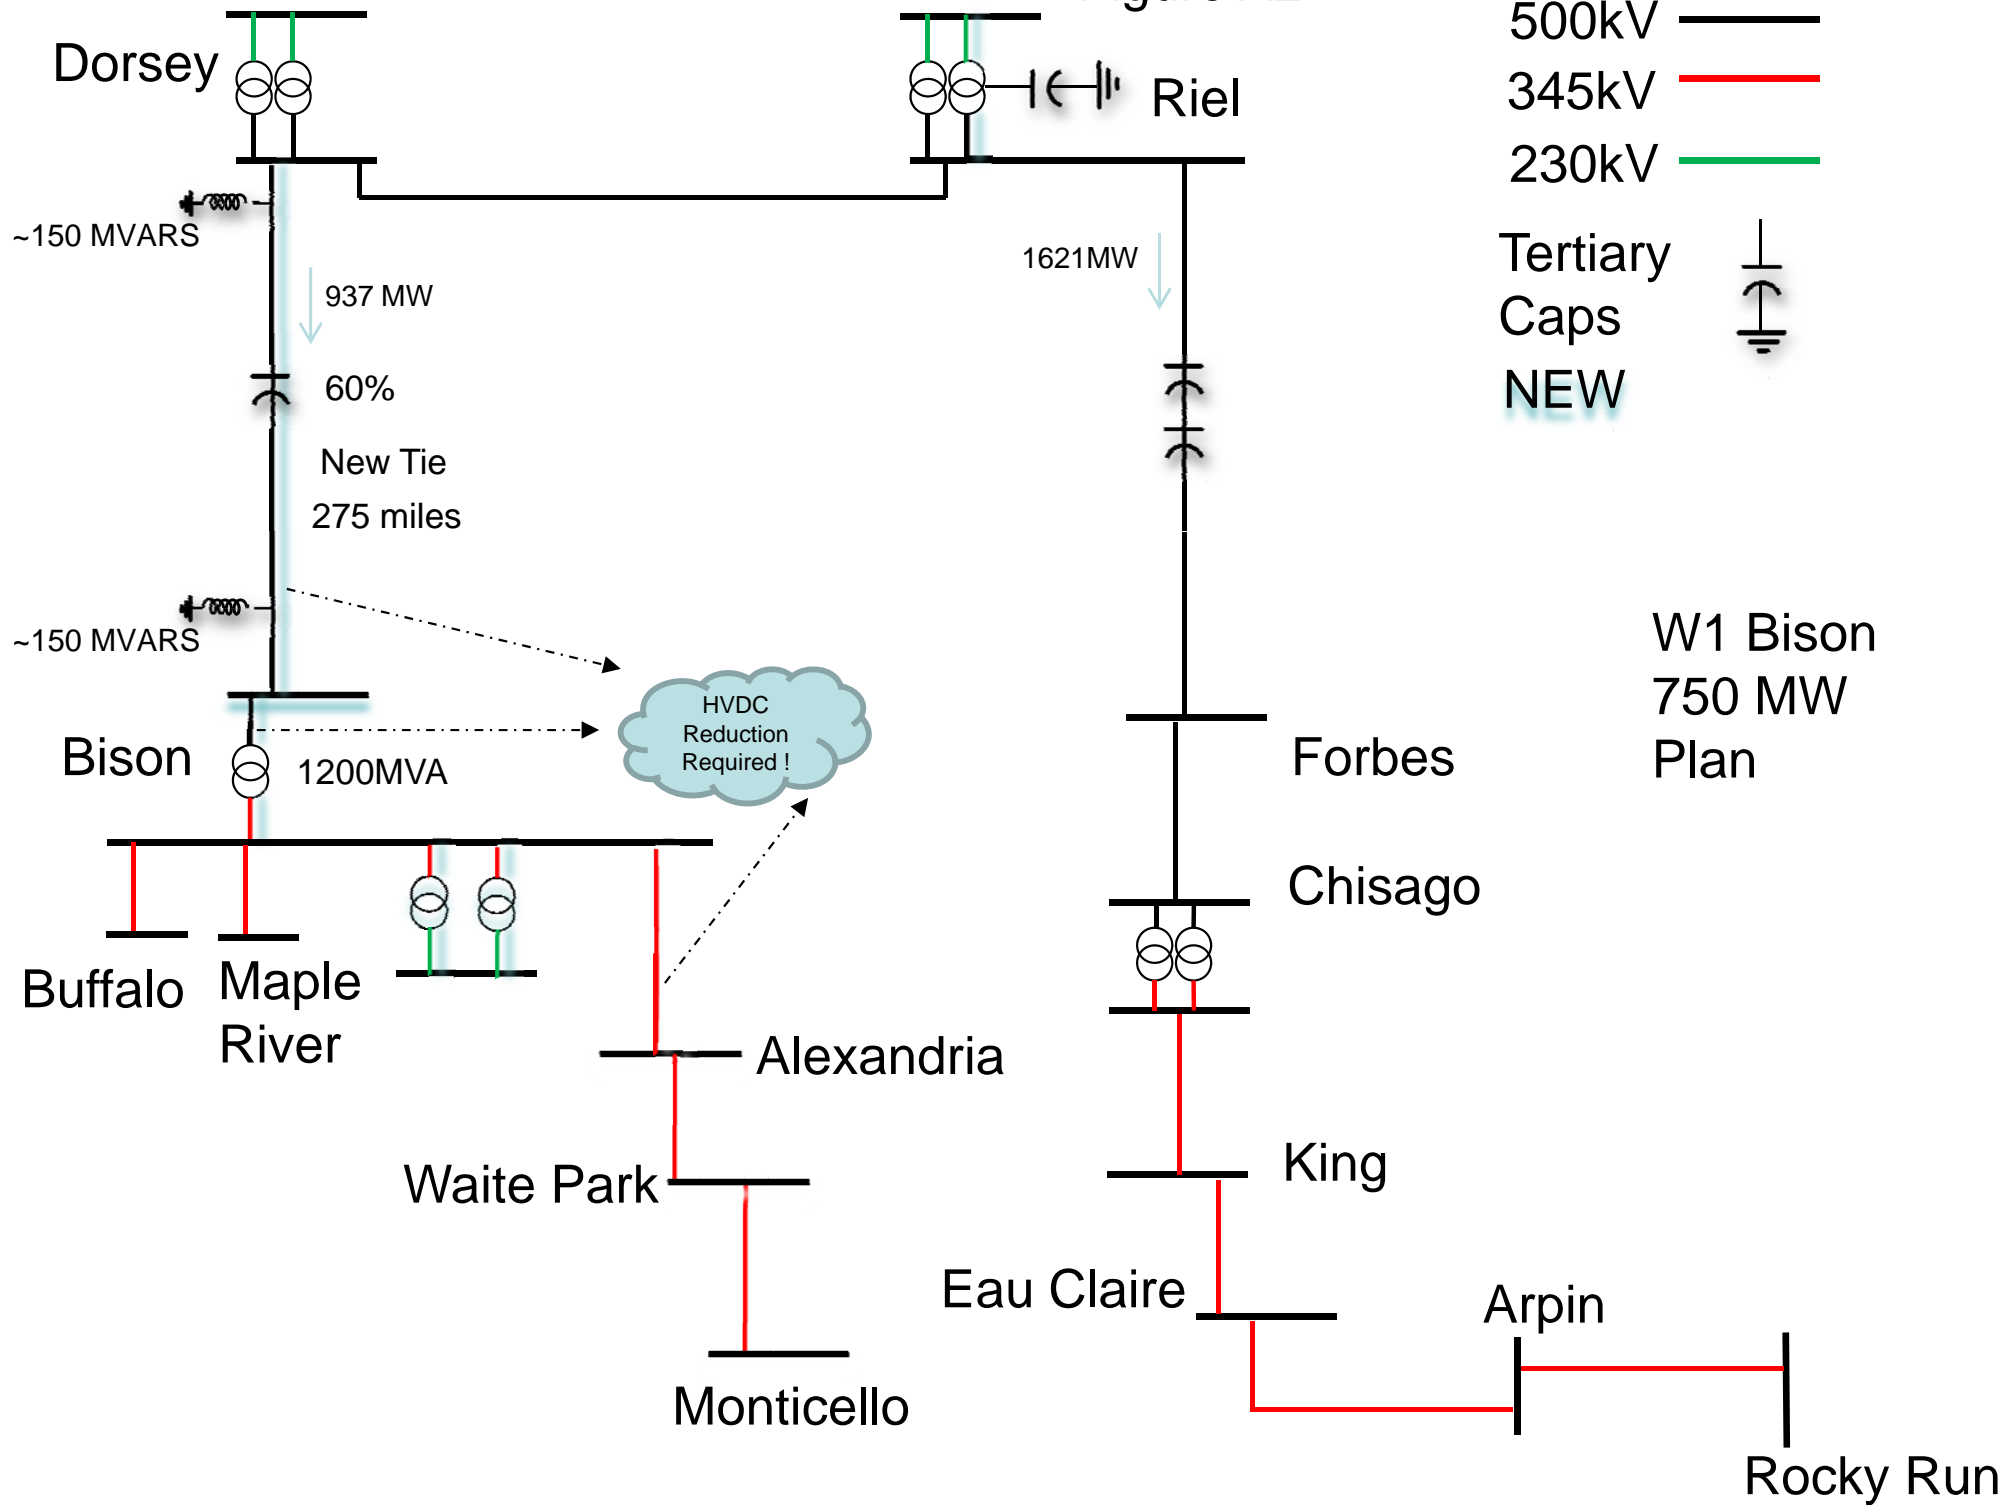 500kV
Dorsey
Riel
345kV
230kV
~150 MVARS
1621MW
Tertiary
Caps
937 MW
60%
NEW
New Tie
275 miles
~150 MVARS
W1 Bison
750 MW
Plan
HVDC
Reduction
Required !
Bison
1200MVA
Forbes
Chisago
Buffalo
Maple
River
Alexandria
Waite Park
King
Eau Claire
Arpin
Monticello
Rocky Run